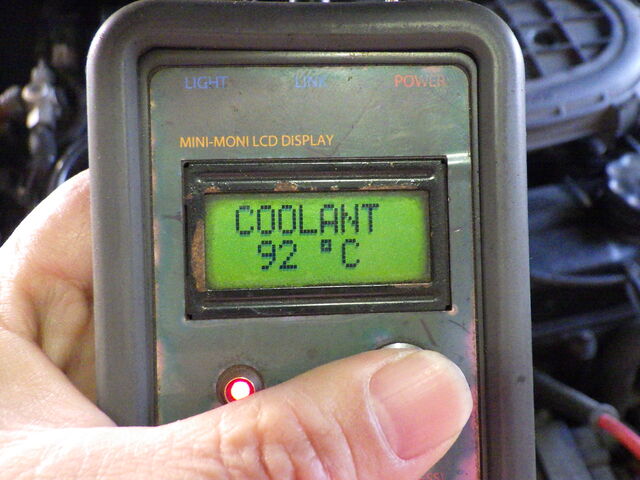 LIGHT LINK POWER
MINI-MONI LCD DISPLAY
COOLANT
92 °C